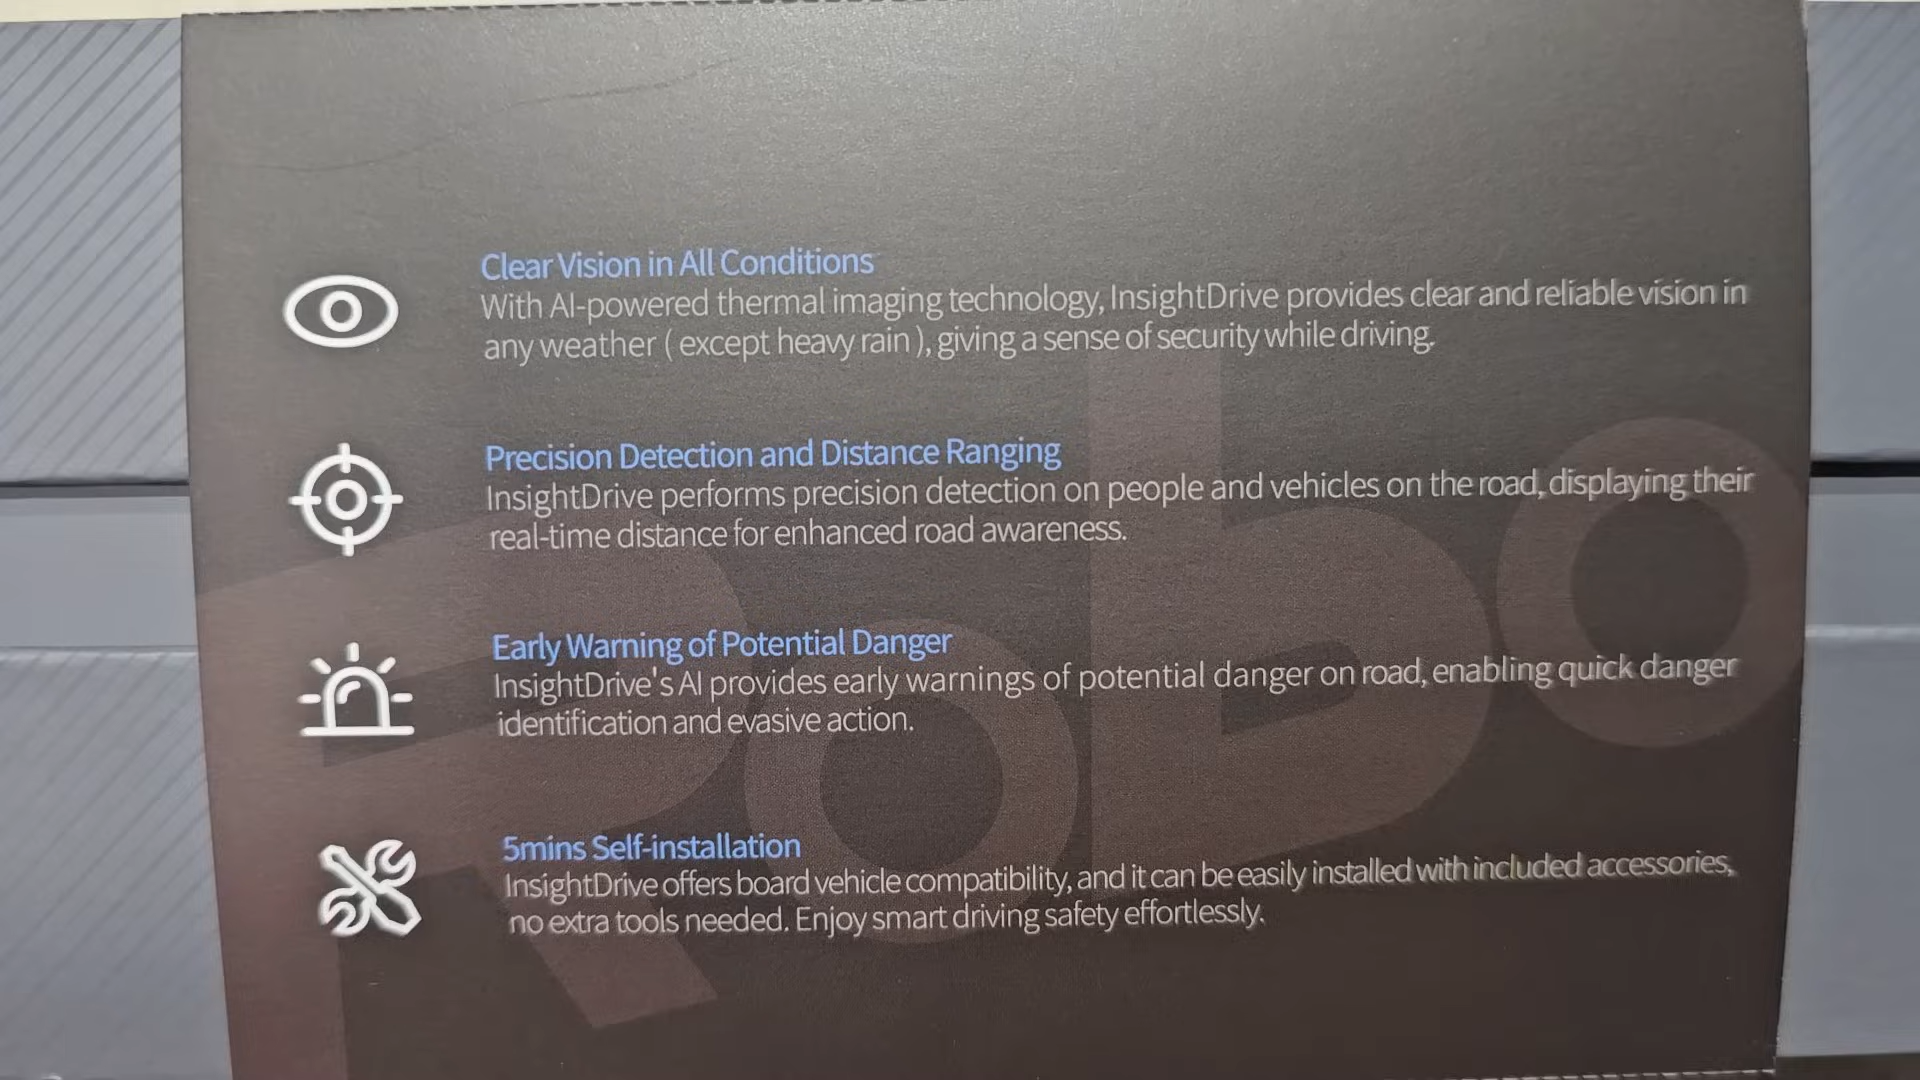 Clear Vision in All Conditions
With AI-powered thermal imaging technology, InsightDrive provides clear and reliable vision in
any weather ( except heavy rain ), giving a sense of security while driving.
Precision Detection and Distance Ranging
InsightDrive performs precision detection on people and vehicles on the road, displaying their
real-time distance for enhanced road awareness.
Early Warning of Potential Danger
InsightDrive's AI provides early warnings of potential danger on road, enabling quick danger
identification and evasive action.
5mins Self-installation
InsightDrive offers board vehicle compatibility, and it can be easily installed with included accessories,
no extra tools needed. Enjoy smart driving safety effortlessly.
Robo